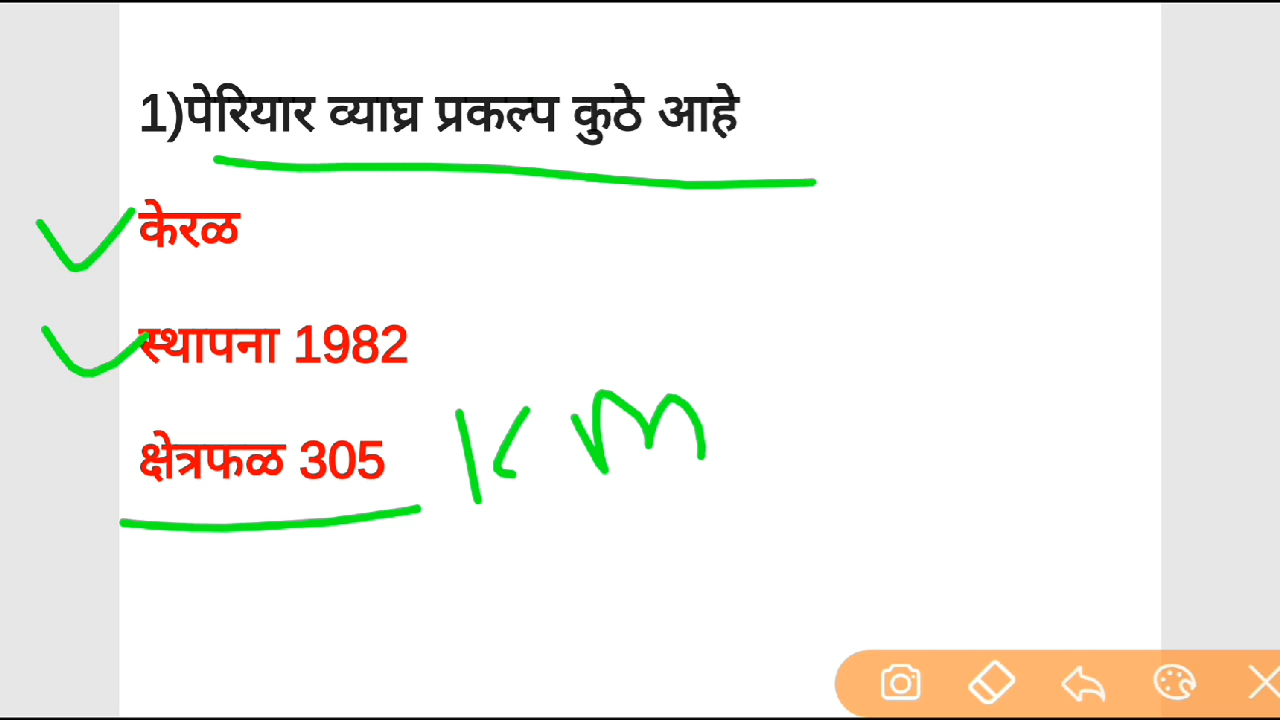 1)पेरियार व्याघ्र प्रकल्प कुठे आहे
केरळ
स्थापना 1982
क्षेत्रफळ 305 KM